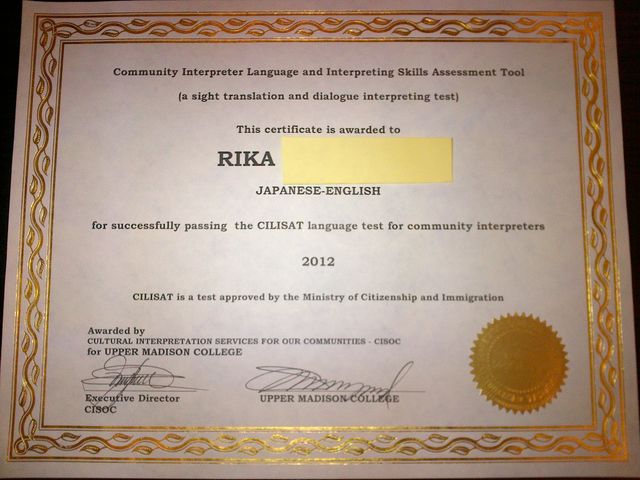 Community Interpreter Language and Interpreting Skills Assessment Tool
(a sight translation and dialogue interpreting test)
This certificate is awarded to
RIKA
JAPANESE-ENGLISH
for successfully passing the CILISAT language test for community interpreters
2012
CILISAT is a test approved by the Ministry of Citizenship and Immigration
Awarded by
CULTURAL INTERPRETATION SERVICES FOR OUR COMMUNITIES - CISOC
for UPPER MADISON COLLEGE
Executive Director
UPPER MADISON COLLEGE
CISOC